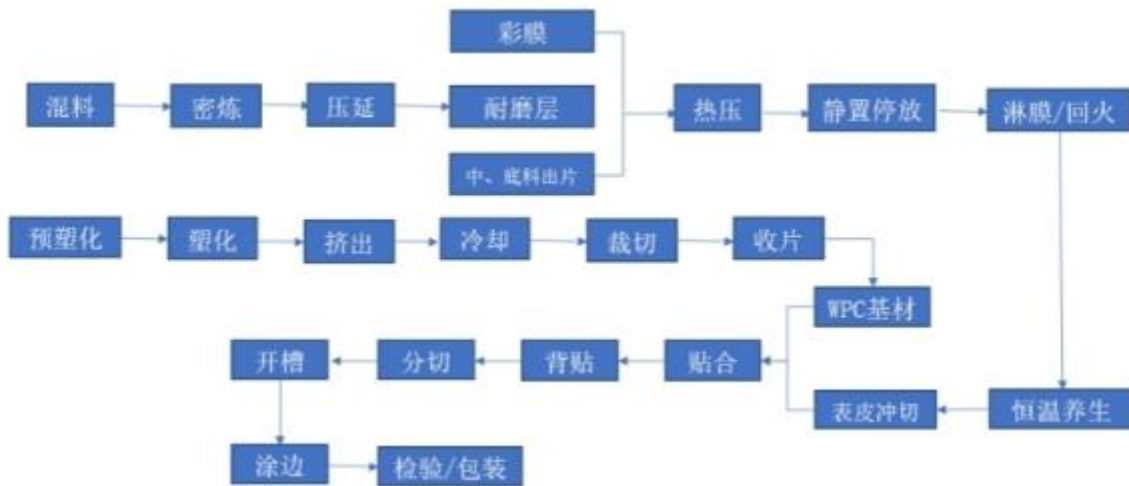 彩膜
混料
密炼
压延
耐磨层
热压
静置停放
淋膜/回火
中、底料出片
预塑化
塑化
挤出
冷却
裁切
收片
WPC基材
开槽
分切
背贴
贴合
表皮冲切
恒温养生
涂边
检验/包装